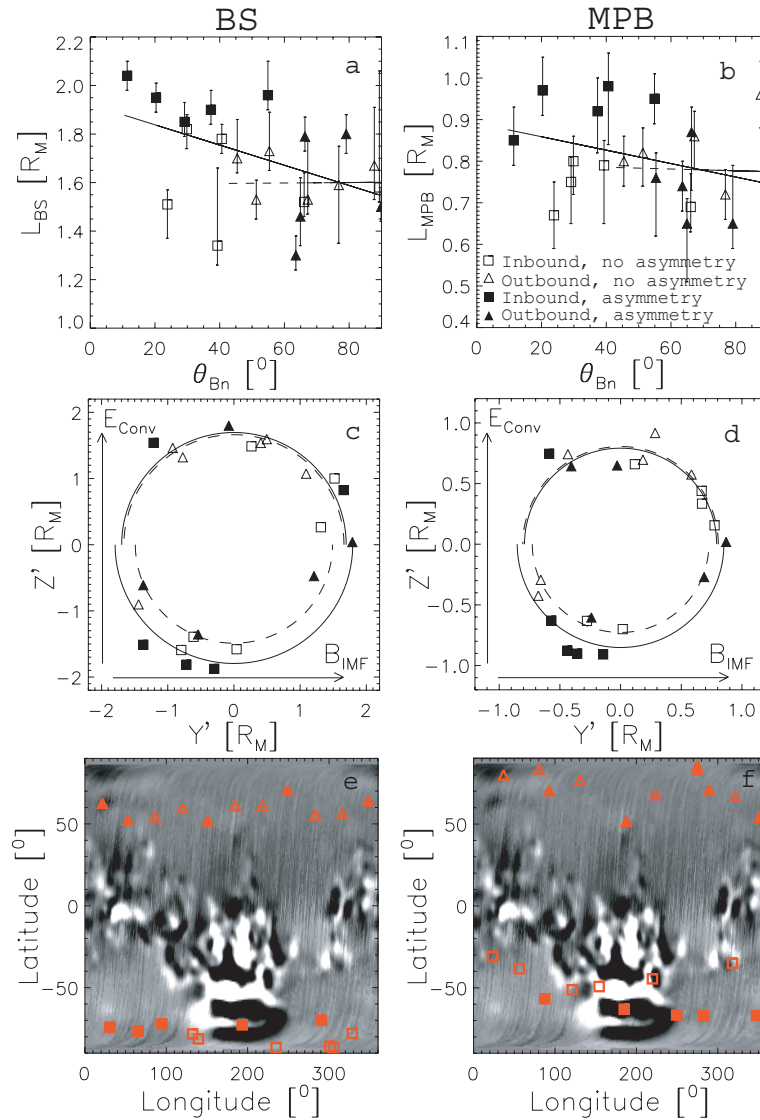 BS MPB
a
2.2
2.0
1.8
1.6
1.4
1.2
1.0
L_BS [R_M]
0 20 40 60 80
θ_Bn [⁰]
b
1.1
1.0
0.9
0.8
0.7
0.6
0.5
0.4
L_MPB [R_M]
□ Inbound, no asymmetry
△ Outbound, no asymmetry
■ Inbound, asymmetry
▲ Outbound, asymmetry
0 20 40 60 80
θ_Bn [⁰]
c
E_Conv
2
1
0
−1
−2
Z' [R_M]
B_IMF
−2 −1 0 1 2
Y' [R_M]
d
E_Conv
1.0
0.5
0.0
−0.5
−1.0
Z' [R_M]
B_IMF
−1.0 −0.5 0.0 0.5 1.0
Y' [R_M]
e
50
0
−50
Latitude [⁰]
0 100 200 300
Longitude [⁰]
f
50
0
−50
Latitude [⁰]
0 100 200 300
Longitude [⁰]